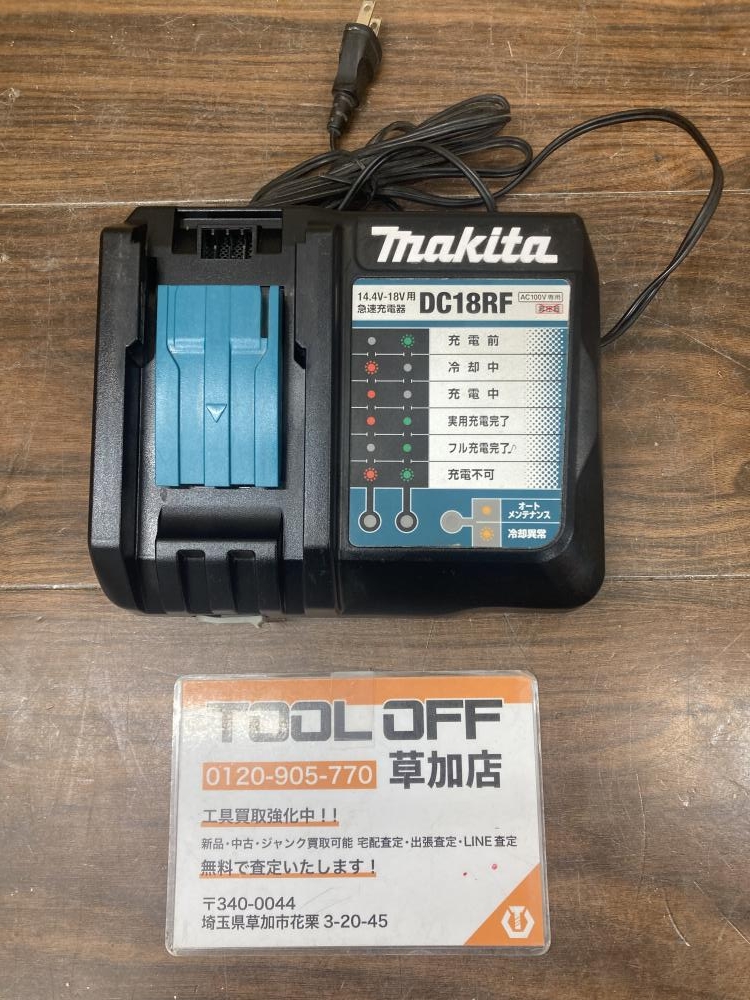 makita
14.4V-18V用
急速充電器
DC18RF
AC100V専用
充電前
冷却中
充電中
実用充電完了
フル充電完了♪
充電不可
オート
メンテナンス
冷却異常
TOOL OFF
0120-905-770
草加店
工具買取強化中!!
新品・中古・ジャンク買取可能 宅配査定・出張査定・LINE査定
無料で査定いたします!
〒340-0044
埼玉県草加市花栗3-20-45